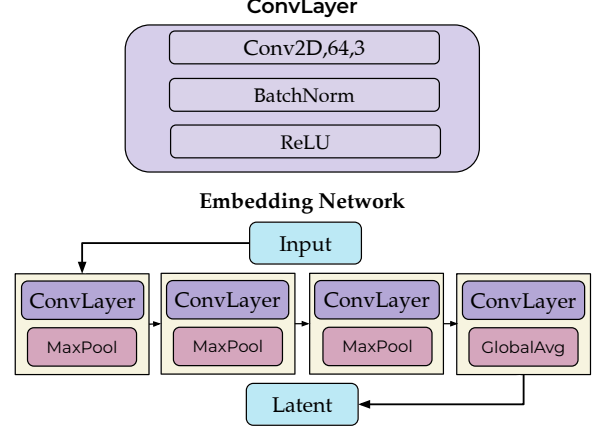 ConvLayer
Conv2D,64,3
BatchNorm
ReLU
Embedding Network
Input
ConvLayer ConvLayer ConvLayer ConvLayer
MaxPool MaxPool MaxPool GlobalAvg
Latent